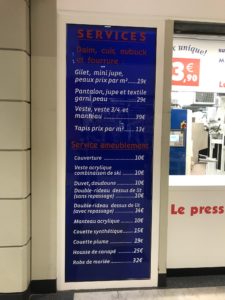 SERVICES
Daim, cuir, nubuck
et fourrure :
Gilet, mini jupe,
peaux prix par m²......29€
Pantalon, jupe et textile
garni peau......29€
Veste, veste 3/4 et
manteau......39€
Tapis prix par m²......13€
Service ameublement
Couverture......10€
Veste acrylique
combinaison de ski......10€
Duvet, doudoune......10€
Double-rideau dessus de lit
(sans repassage)......10€
Double-rideau dessus de lit
(avec repassage)......16€
Manteau acrylique......10€
Couette synthétique......15€
Couette plume......19€
Housse de canapé......25€
Robe de mariée......32€
x unique!
3€
,90
Le press